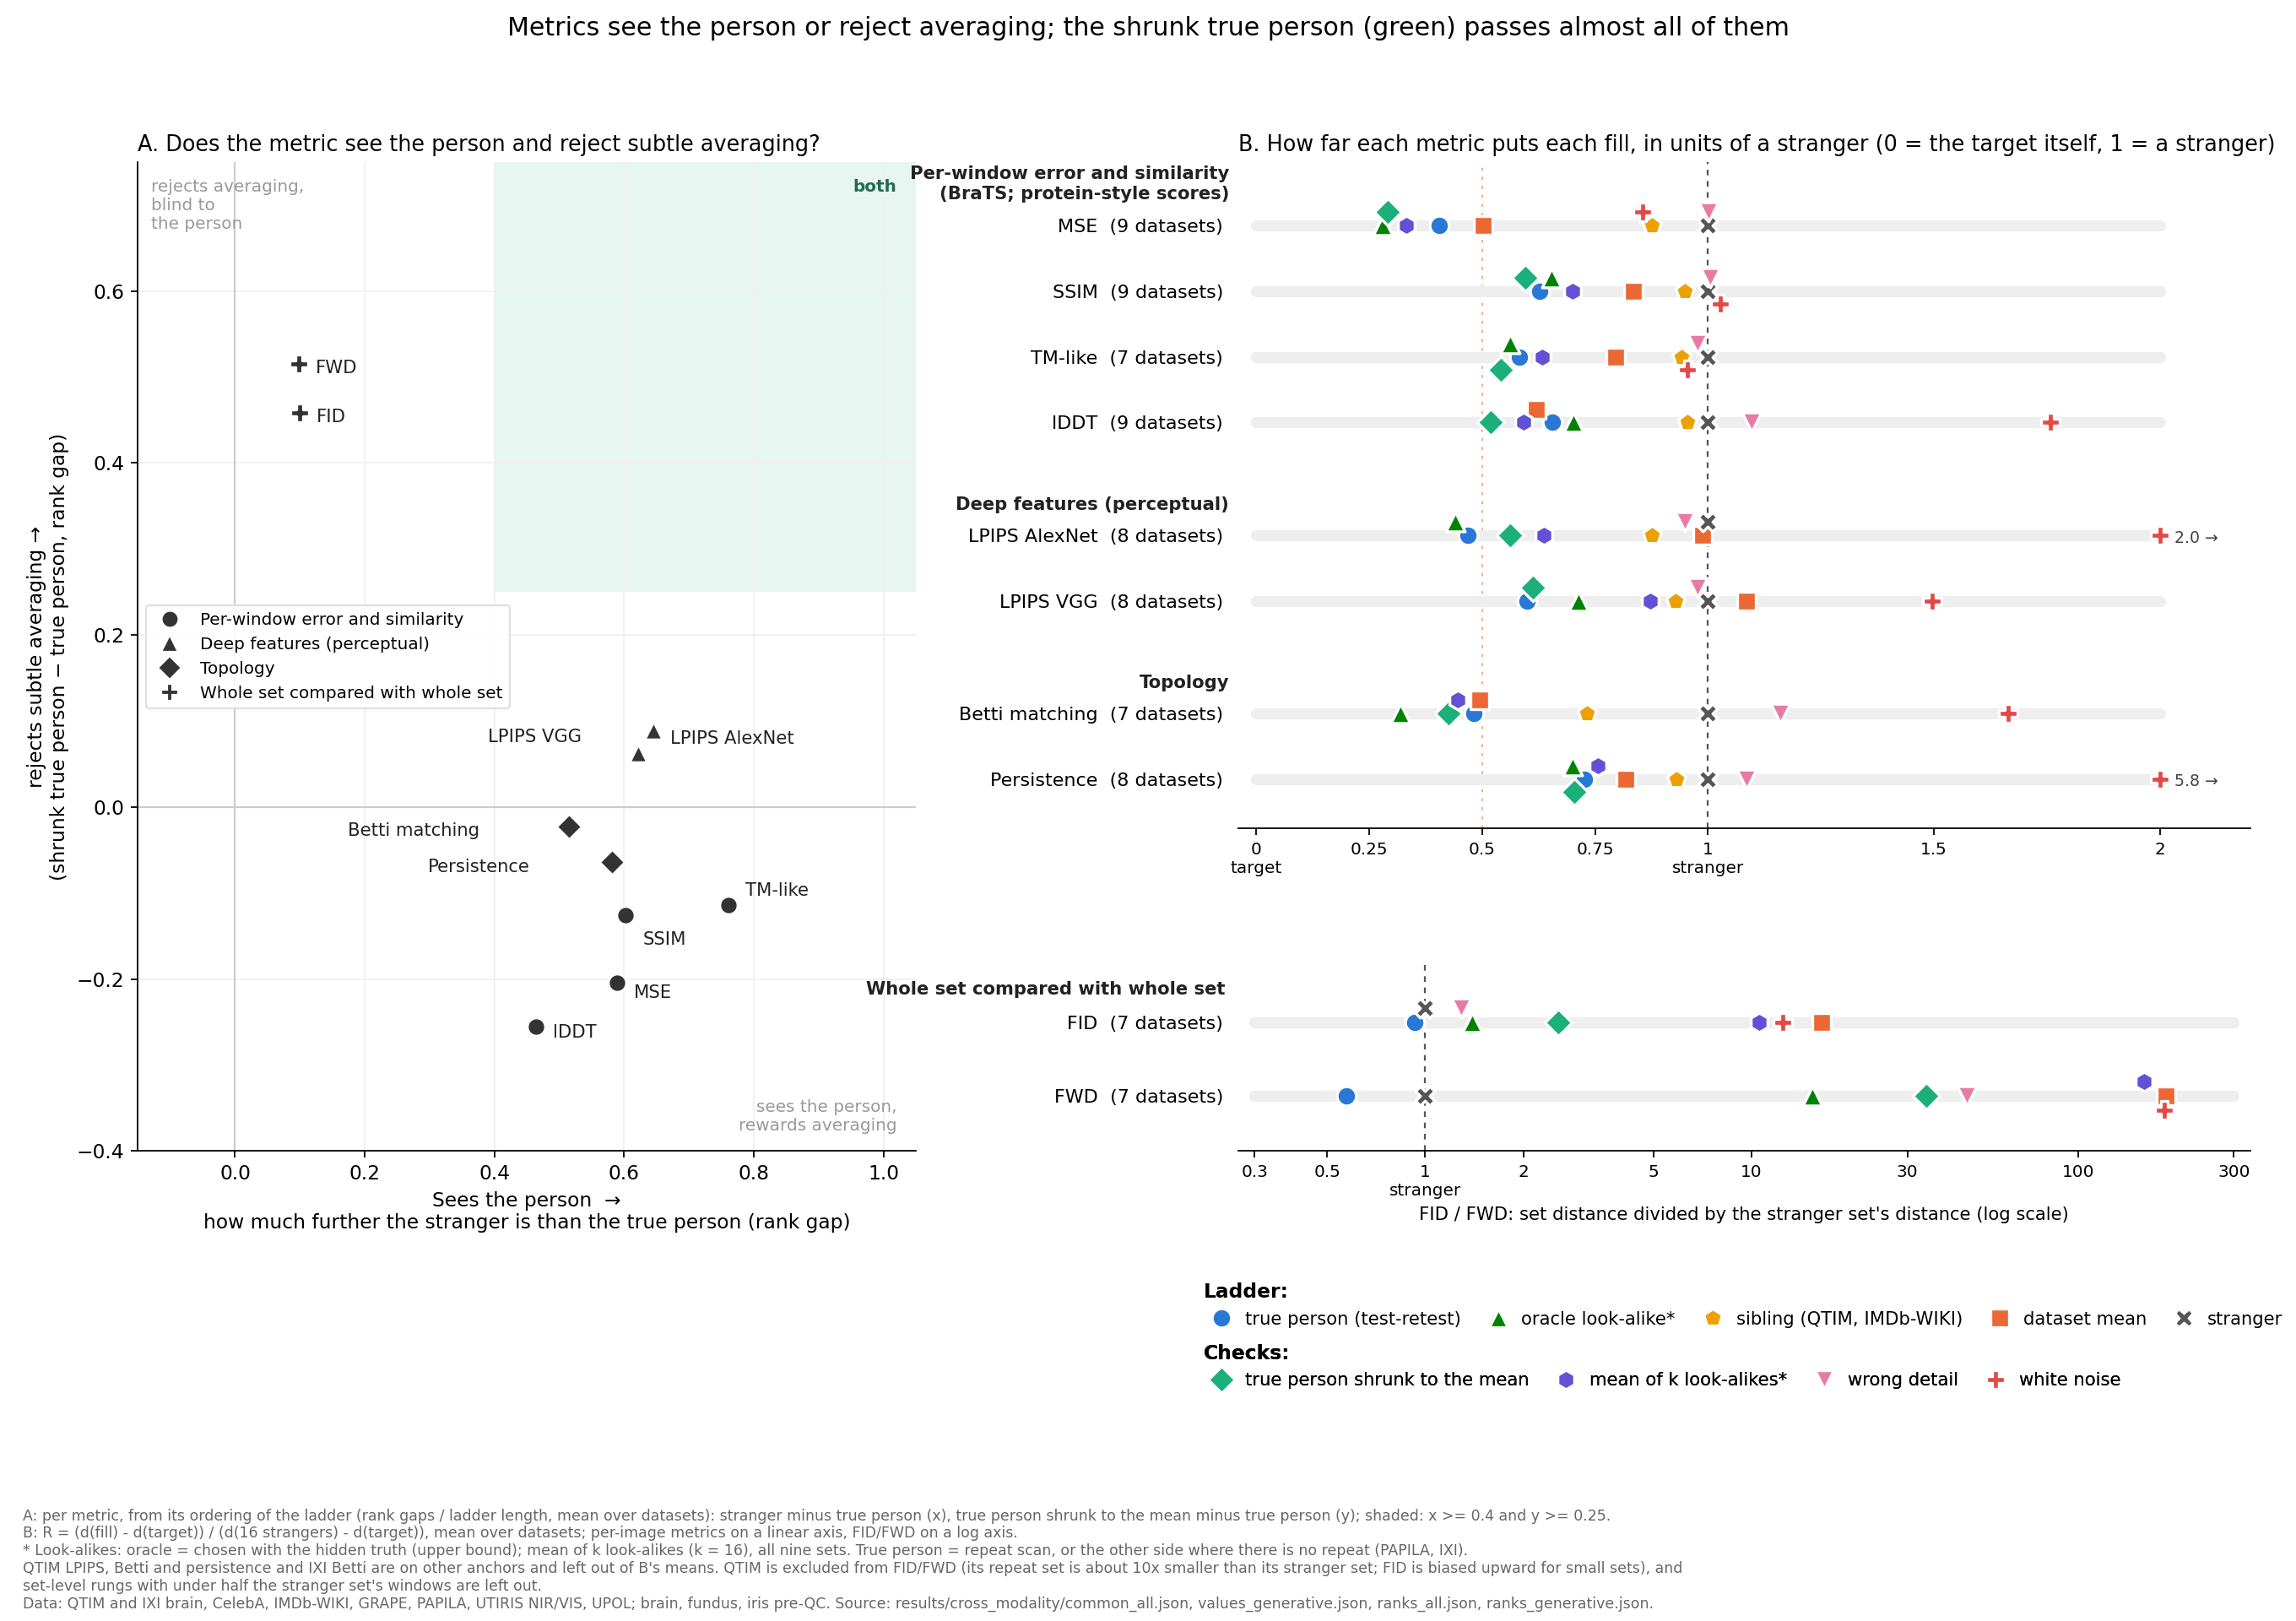 Metrics see the person or reject averaging; the shrunk true person (green) passes almost all of them
A. Does the metric see the person and reject subtle averaging?
rejects averaging,
blind to
the person
both
FWD
FID
Per-window error and similarity
Deep features (perceptual)
Topology
Whole set compared with whole set
LPIPS VGG
LPIPS AlexNet
Betti matching
Persistence
TM-like
SSIM
MSE
lDDT
sees the person,
rewards averaging
0.6
0.4
0.2
0.0
−0.2
−0.4
rejects subtle averaging →
(shrunk true person − true person, rank gap)
0.0 0.2 0.4 0.6 0.8 1.0
Sees the person →
how much further the stranger is than the true person (rank gap)
B. How far each metric puts each fill, in units of a stranger (0 = the target itself, 1 = a stranger)
Per-window error and similarity
(BraTS; protein-style scores)
MSE (9 datasets)
SSIM (9 datasets)
TM-like (7 datasets)
lDDT (9 datasets)
Deep features (perceptual)
LPIPS AlexNet (8 datasets)
2.0 →
LPIPS VGG (8 datasets)
Topology
Betti matching (7 datasets)
Persistence (8 datasets)
5.8 →
0 0.25 0.5 0.75 1 1.5 2
target stranger
Whole set compared with whole set
FID (7 datasets)
FWD (7 datasets)
0.3 0.5 1 2 5 10 30 100 300
stranger
FID / FWD: set distance divided by the stranger set's distance (log scale)
Ladder:
true person (test-retest) oracle look-alike* sibling (QTIM, IMDb-WIKI) dataset mean stranger
Checks:
true person shrunk to the mean mean of k look-alikes* wrong detail white noise
A: per metric, from its ordering of the ladder (rank gaps / ladder length, mean over datasets): stranger minus true person (x), true person shrunk to the mean minus true person (y); shaded: x >= 0.4 and y >= 0.25.
B: R = (d(fill) - d(target)) / (d(16 strangers) - d(target)), mean over datasets; per-image metrics on a linear axis, FID/FWD on a log axis.
* Look-alikes: oracle = chosen with the hidden truth (upper bound); mean of k look-alikes (k = 16), all nine sets. True person = repeat scan, or the other side where there is no repeat (PAPILA, IXI).
QTIM LPIPS, Betti and persistence and IXI Betti are on other anchors and left out of B's means. QTIM is excluded from FID/FWD (its repeat set is about 10x smaller than its stranger set; FID is biased upward for small sets), and
set-level rungs with under half the stranger set's windows are left out.
Data: QTIM and IXI brain, CelebA, IMDb-WIKI, GRAPE, PAPILA, UTIRIS NIR/VIS, UPOL; brain, fundus, iris pre-QC. Source: results/cross_modality/common_all.json, values_generative.json, ranks_all.json, ranks_generative.json.